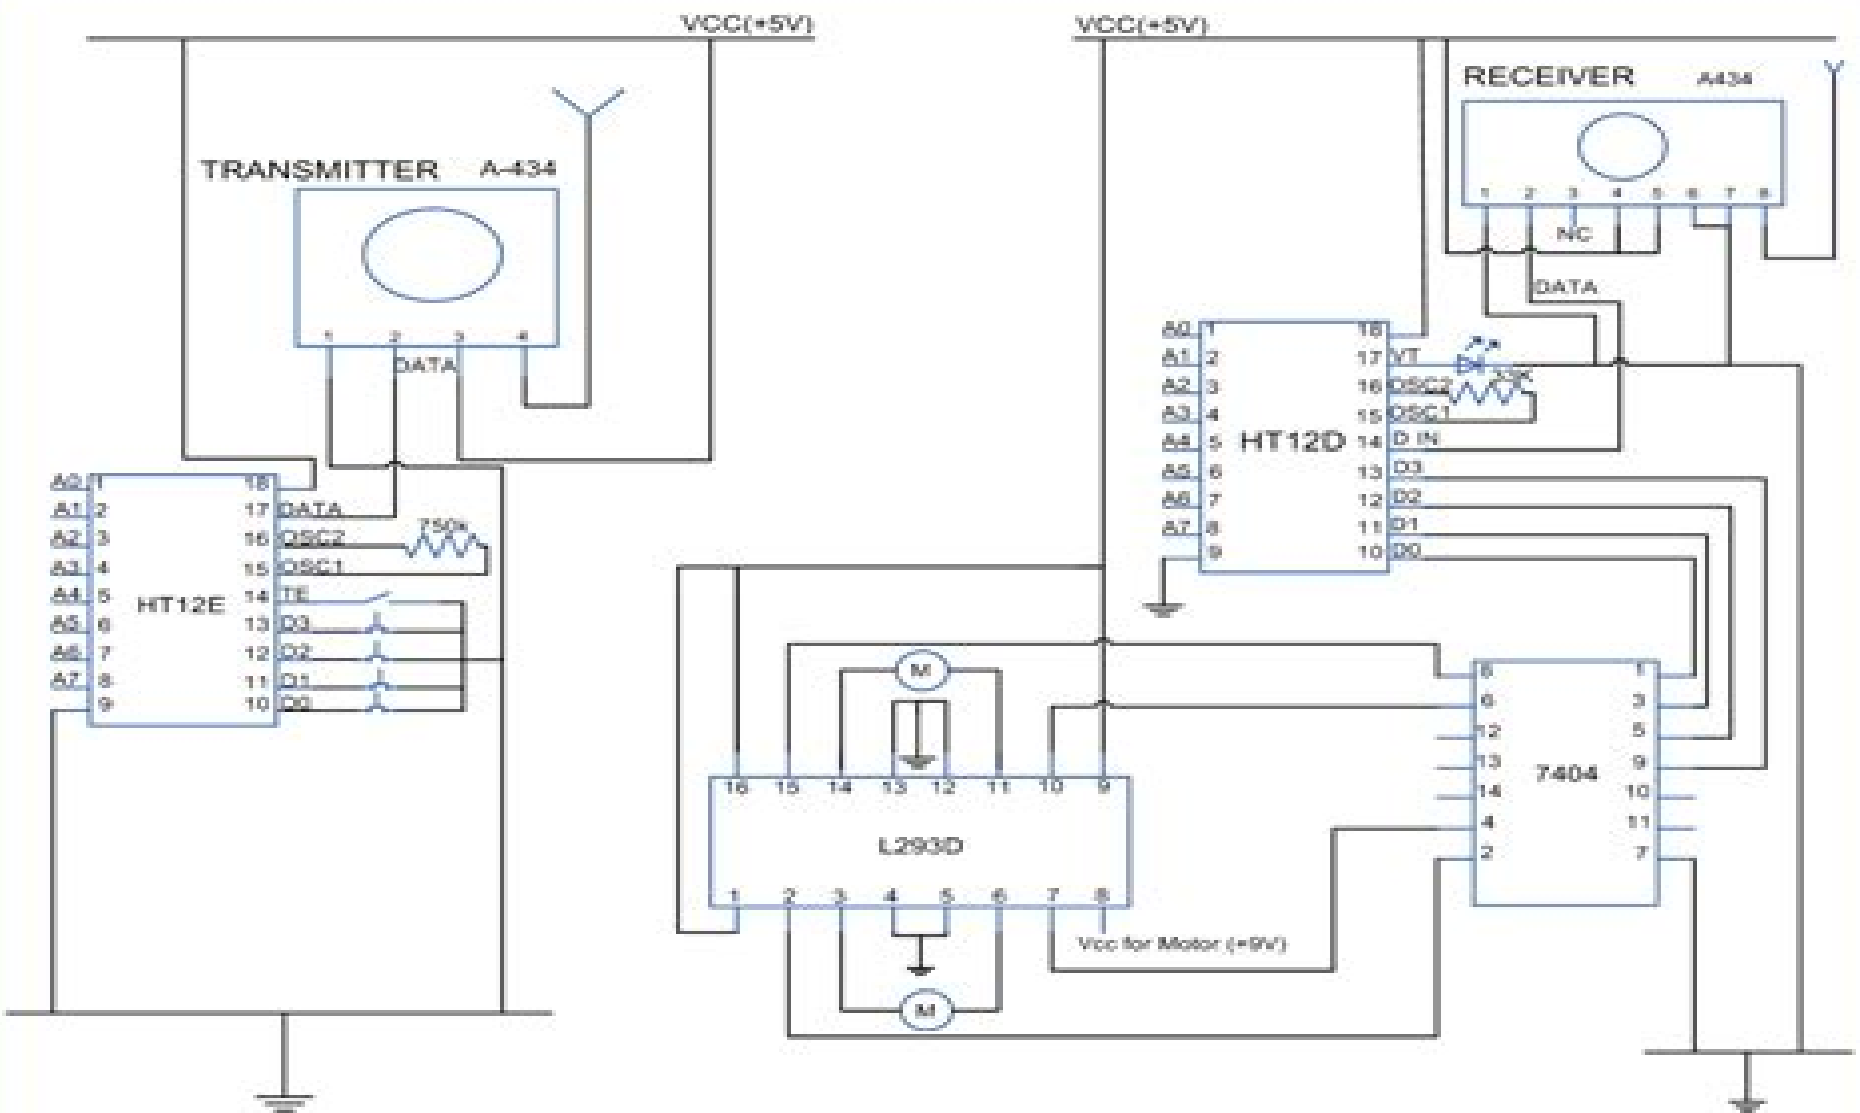 VCC(+5V)
TRANSMITTER A-434
1 2 3 4
DATA
A0 1 18
A1 2 17 DATA
A2 3 16 OSC2 750k
A3 4 15 OSC1
A4 5 14 TE
HT12E
A5 6 13 D3
A6 7 12 D2
A7 8 11 D1
9 10 D0
VCC(+5V)
RECEIVER A434
1 2 3 4 5 6 7 8
NC
DATA
A0 1 18
A1 2 17 VT
A2 3 16 OSC2 33K
A3 4 15 OSC1
A4 5 HT12D 14 D IN
A5 6 13 D3
A6 7 12 D2
A7 8 11 D1
9 10 D0
M
16 15 14 13 12 11 10 9
L293D
1 2 3 4 5 6 7 8
Vcc for Motor (+9V)
M
1
6 3
12 5
13 9
7404
14 10
4 11
2 7